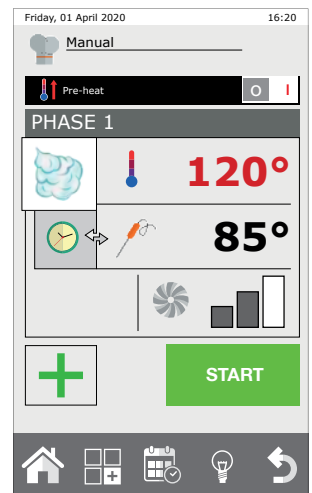 Friday, 01 April 2020 16:20
Manual
Pre-heat O I
PHASE 1
120°
85°
START